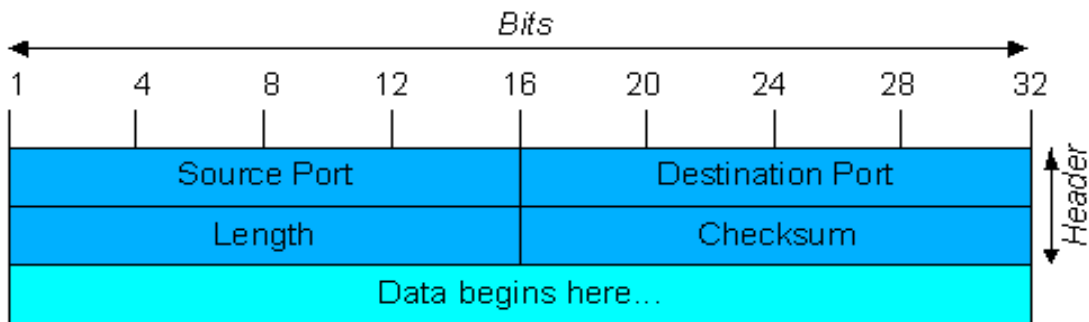 Bits
1 4 8 12 16 20 24 28 32
Source Port Destination Port
Header
Length Checksum
Data begins here...